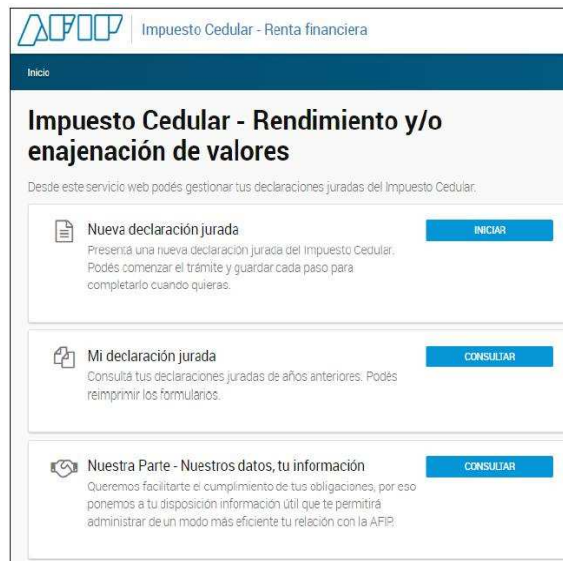 AFIP Impuesto Cedular - Renta financiera
Inicio
Impuesto Cedular - Rendimiento y/o
enajenación de valores
Desde este servicio web podés gestionar tus declaraciones juradas del Impuesto Cedular.
Nueva declaración jurada
INICIAR
Presentá una nueva declaración jurada del Impuesto Cedular.
Podés comenzar el trámite y guardar cada paso para
completarlo cuando quieras.
Mi declaración jurada
CONSULTAR
Consultá tus declaraciones juradas de años anteriores. Podés
reimprimir los formularios.
Nuestra Parte - Nuestros datos, tu información
CONSULTAR
Queremos facilitarte el cumplimiento de tus obligaciones, por eso
ponemos a tu disposición información útil que te permitirá
administrar de un modo más eficiente tu relación con la AFIP.